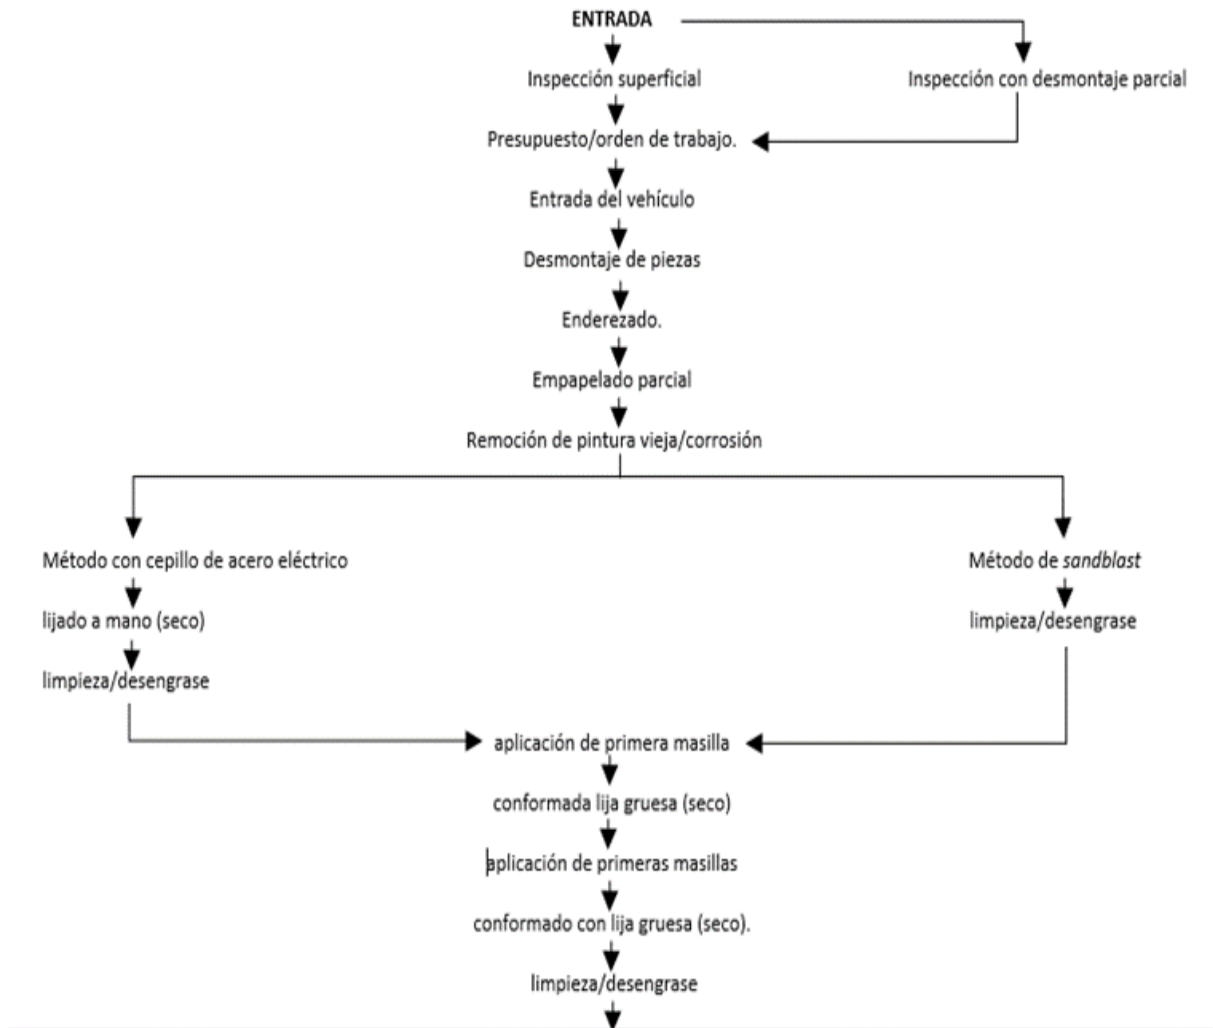 ENTRADA
Inspección superficial
Inspección con desmontaje parcial
Presupuesto/orden de trabajo.
Entrada del vehículo
Desmontaje de piezas
Enderezado.
Empapelado parcial
Remoción de pintura vieja/corrosión
Método con cepillo de acero eléctrico
Método de sandblast
lijado a mano (seco)
limpieza/desengrase
limpieza/desengrase
aplicación de primera masilla
conformada lija gruesa (seco)
aplicación de primeras masillas
conformado con lija gruesa (seco).
limpieza/desengrase